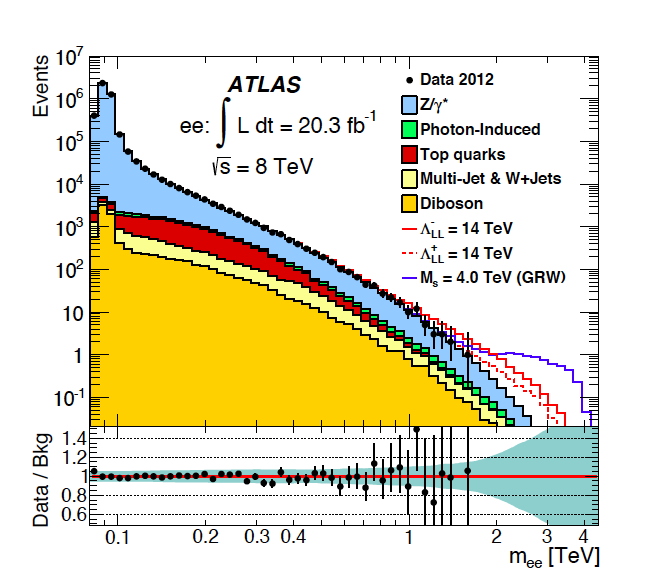 Events
10⁷
10⁶
10⁵
10⁴
10³
10²
10
1
10⁻¹
ATLAS
ee: ∫ L dt = 20.3 fb⁻¹
√s = 8 TeV
Data 2012
Z/γ*
Photon-Induced
Top quarks
Multi-Jet & W+Jets
Diboson
Λ⁻LL = 14 TeV
Λ⁺LL = 14 TeV
Mₛ = 4.0 TeV (GRW)
Data / Bkg
1.4
1.2
1
0.8
0.6
0.1 0.2 0.3 0.4 1 2 3 4
mₑₑ [TeV]